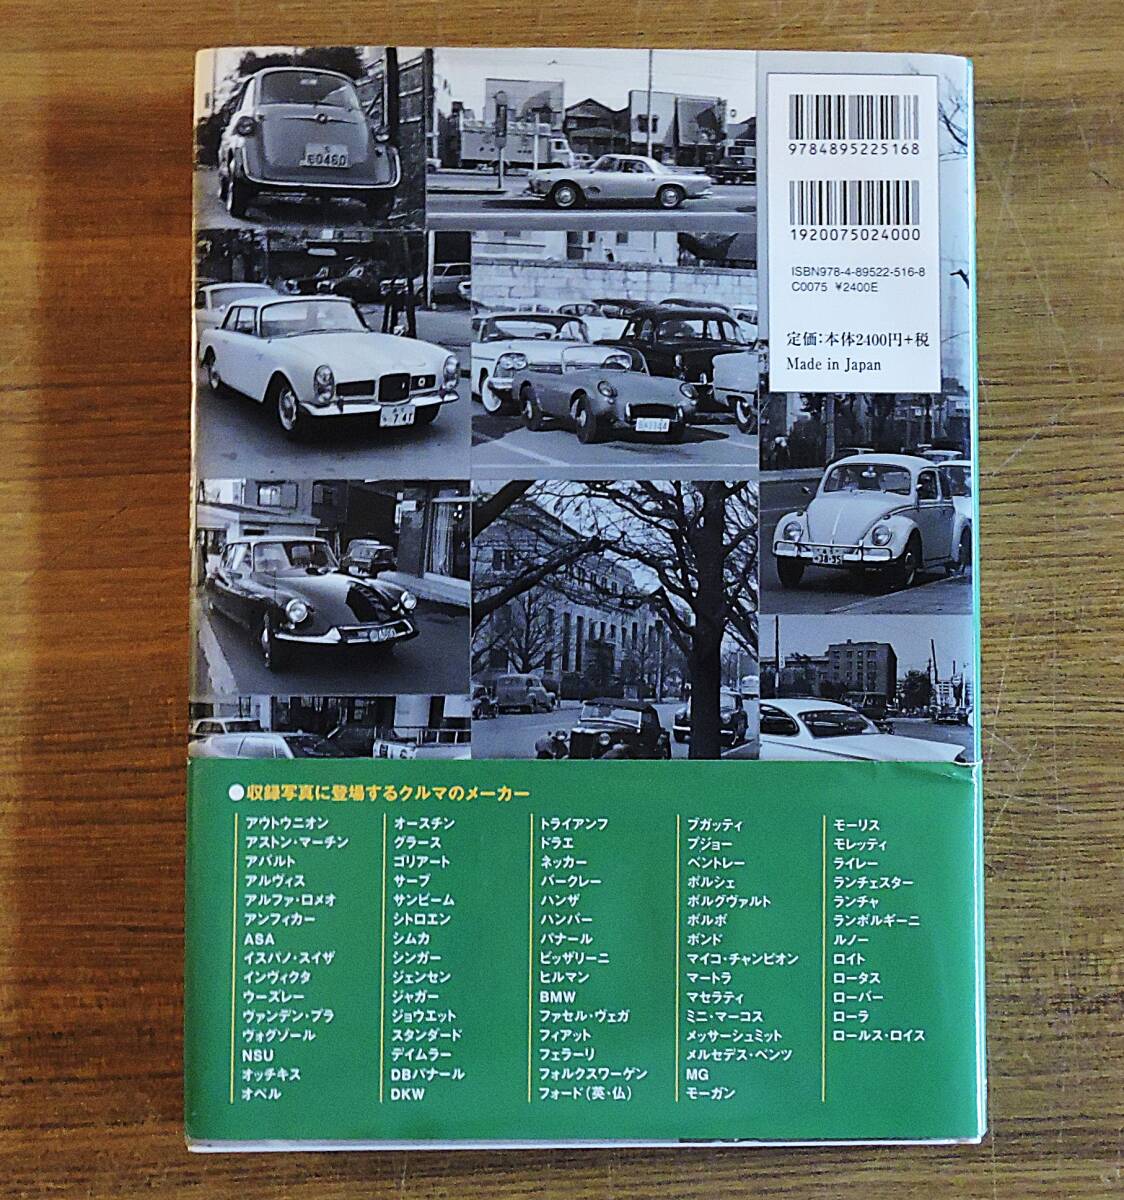 9784895225168
1920075024000
ISBN978-4-89522-516-8
C0075 ¥2400E
定価：本体2400円+税
Made in Japan
E0460
7 41
38-95
●収録写真に登場するクルマのメーカー
アウトウニオン
アストン・マーチン
アバルト
アルヴィス
アルファ・ロメオ
アンフィカー
ASA
イスパノ・スイザ
インヴィクタ
ウーズレー
ヴァンデン・プラ
ヴォグゾール
NSU
オッチキス
オペル
オースチン
グラース
ゴリアート
サーブ
サンビーム
シトロエン
シムカ
シンガー
ジェンセン
ジャガー
ジョウエット
スタンダード
デイムラー
DBパナール
DKW
トライアンフ
ドラエ
ネッカー
バークレー
ハンザ
ハンバー
パナール
ビッザリーニ
ヒルマン
BMW
ファセル・ヴェガ
フィアット
フェラーリ
フォルクスワーゲン
フォード(英・仏)
ブガッティ
プジョー
ベントレー
ポルシェ
ボルグヴァルト
ボルボ
ボンド
マイコ・チャンピオン
マートラ
マセラティ
ミニ・マーコス
メッサーシュミット
メルセデス・ベンツ
MG
モーガン
モーリス
モレッティ
ライレー
ランチェスター
ランチャ
ランボルギーニ
ルノー
ロイト
ロータス
ローバー
ローラ
ロールス・ロイス